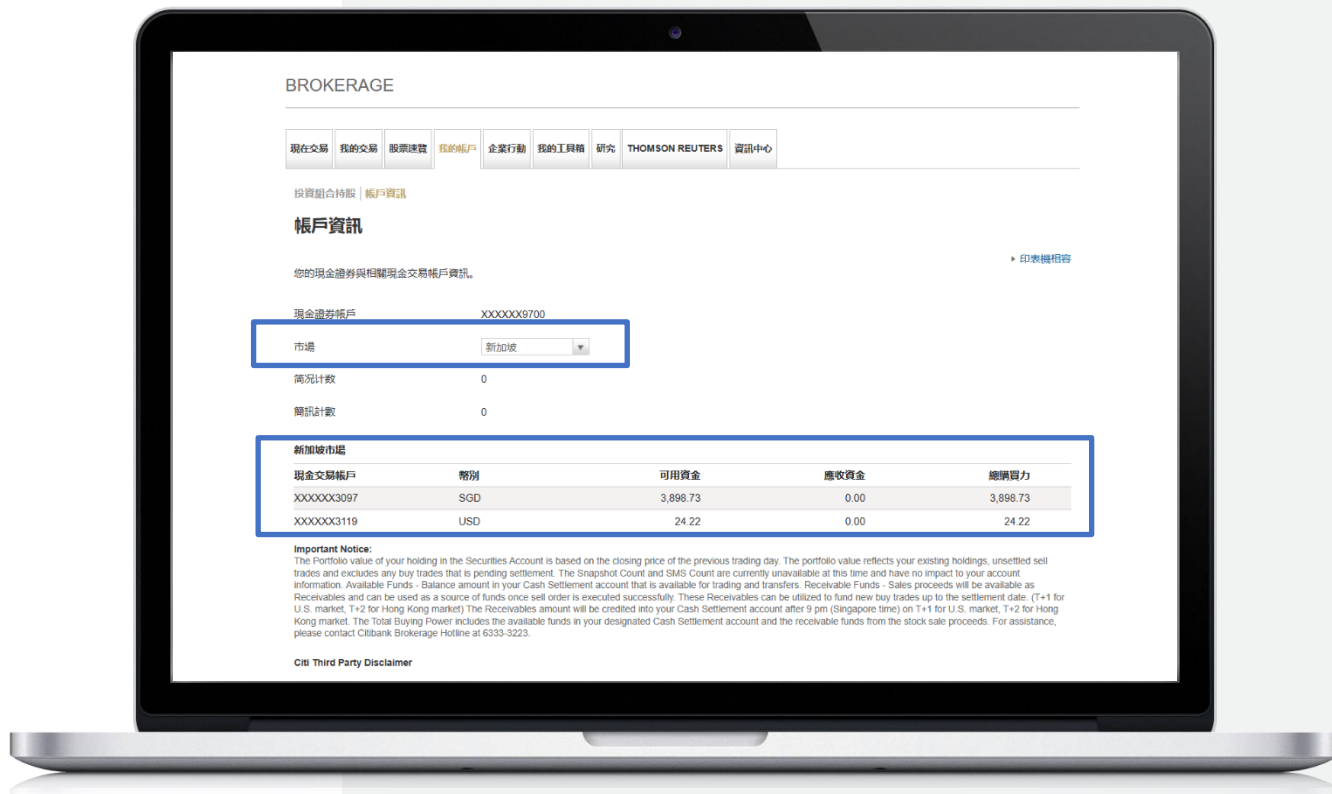 BROKERAGE
現在交易 我的交易 股票速覽 我的帳戶 企業行動 我的工具箱 研究 THOMSON REUTERS 資訊中心
投資組合持股 | 帳戶資訊
帳戶資訊
印表機相容
您的現金證券與相關現金交易帳戶資訊。
現金證券帳戶 XXXXXX9700
市場 新加坡
简况计数 0
簡訊計數 0
新加坡市場
現金交易帳戶 幣別 可用資金 應收資金 總購買力
XXXXXX3097 SGD 3,898.73 0.00 3,898.73
XXXXXX3119 USD 24.22 0.00 24.22
Important Notice:
The Portfolio value of your holding in the Securities Account is based on the closing price of the previous trading day. The portfolio value reflects your existing holdings, unsettled sell
trades and excludes any buy trades that is pending settlement. The Snapshot Count and SMS Count are currently unavailable at this time and have no impact to your account
information. Available Funds - Balance amount in your Cash Settlement account that is available for trading and transfers. Receivable Funds - Sales proceeds will be available as
Receivables and can be used as a source of funds once sell order is executed successfully. These Receivables can be utilized to fund new buy trades up to the settlement date. (T+1 for
U.S. market, T+2 for Hong Kong market) The Receivables amount will be credited into your Cash Settlement account after 9 pm (Singapore time) on T+1 for U.S. market, T+2 for Hong
Kong market. The Total Buying Power includes the available funds in your designated Cash Settlement account and the receivable funds from the stock sale proceeds. For assistance,
please contact Citibank Brokerage Hotline at 6333-3223.
Citi Third Party Disclaimer